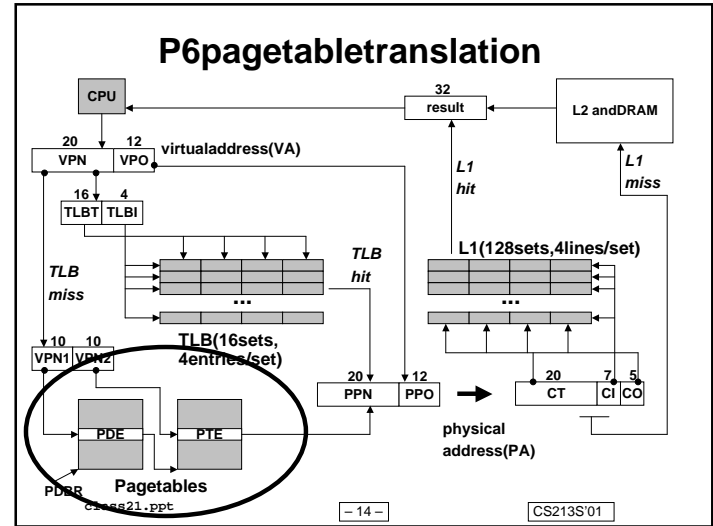 P6pagetabletranslation
CPU
32
result
L2 andDRAM
20 12
VPN VPO
virtualaddress(VA)
L1
hit
L1
miss
16 4
TLBT TLBI
TLB
miss
TLB
hit
L1(128sets,4lines/set)
...
...
TLB(16sets,
4entries/set)
10 10
VPN1 VPN2
20 12
PPN PPO
20 7 5
CT CI CO
physical
address(PA)
PDE
PTE
PDBR
Pagetables
class21.ppt
– 14 –
CS213S'01